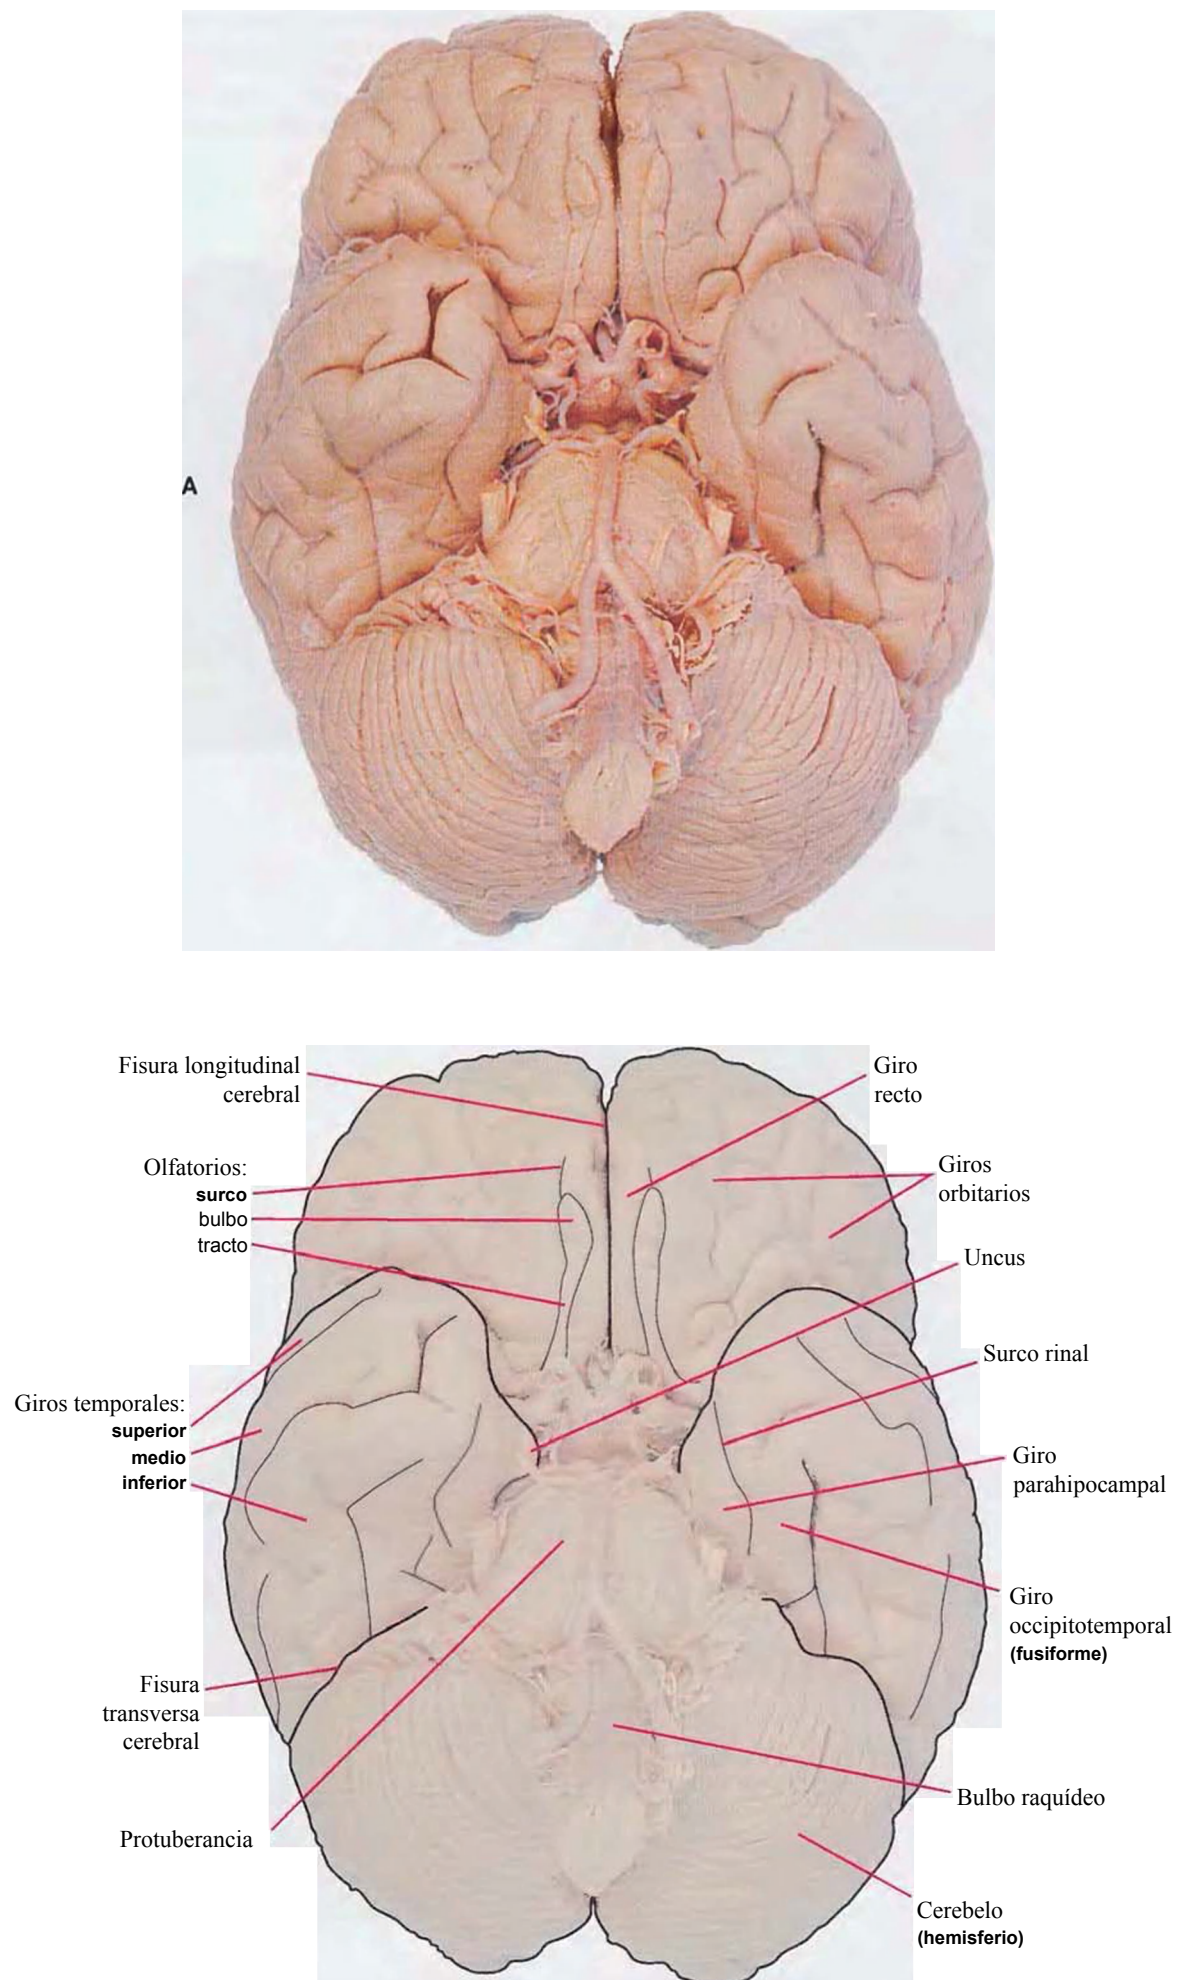 A
Fisura longitudinal
cerebral
Olfatorios:
surco
bulbo
tracto
Giros temporales:
superior
medio
inferior
Fisura
transversa
cerebral
Protuberancia
Giro
recto
Giros
orbitarios
Uncus
Surco rinal
Giro
parahipocampal
Giro
occipitotemporal
(fusiforme)
Bulbo raquídeo
Cerebelo
(hemisferio)